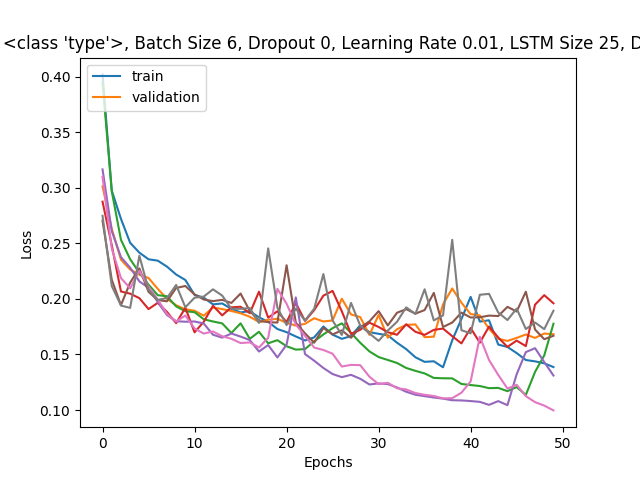 <class 'type'>, Batch Size 6, Dropout 0, Learning Rate 0.01, LSTM Size 25, D
train
validation
0.40
0.35
0.30
0.25
0.20
0.15
0.10
Loss
0 10 20 30 40 50
Epochs